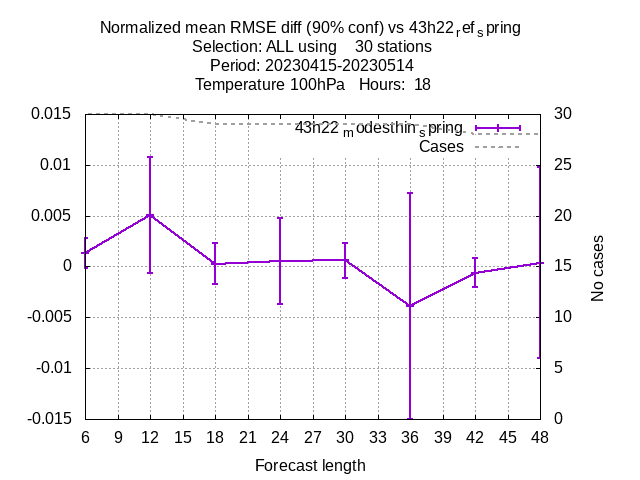 Normalized mean RMSE diff (90% conf) vs 43h22refspring
Selection: ALL using 30 stations
Period: 20230415-20230514
Temperature 100hPa Hours: 18
0.015 30
43h22modesthinspring
Cases
0.01 25
0.005 20
0 15
No cases
-0.005 10
-0.01 5
-0.015 0
6 9 12 15 18 21 24 27 30 33 36 39 42 45 48
Forecast length